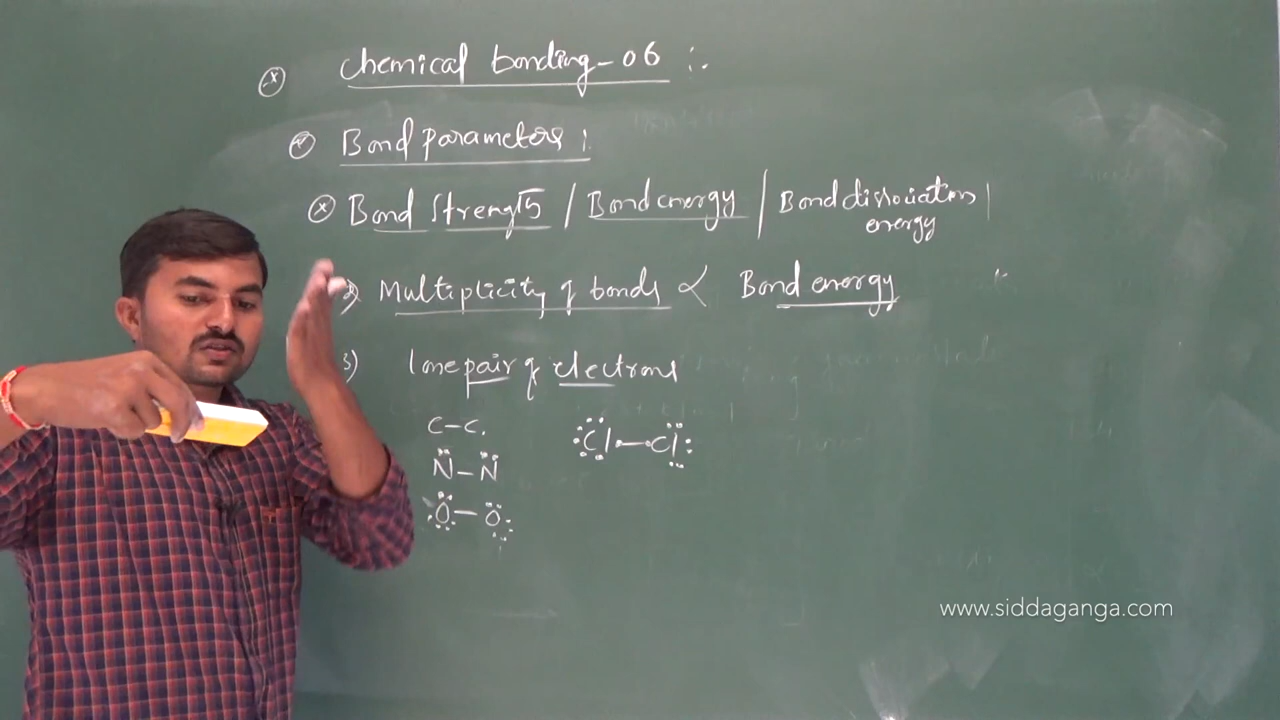 Chemical bonding-06 :-
Bond parameters :
Bond Strength / Bond energy / Bond dissociation energy |
2) Multiplicity of bonds ∝ Bond energy
3) lone pair of electrons
C-C.
N-N
O-O
Cl-Cl
www.siddaganga.com